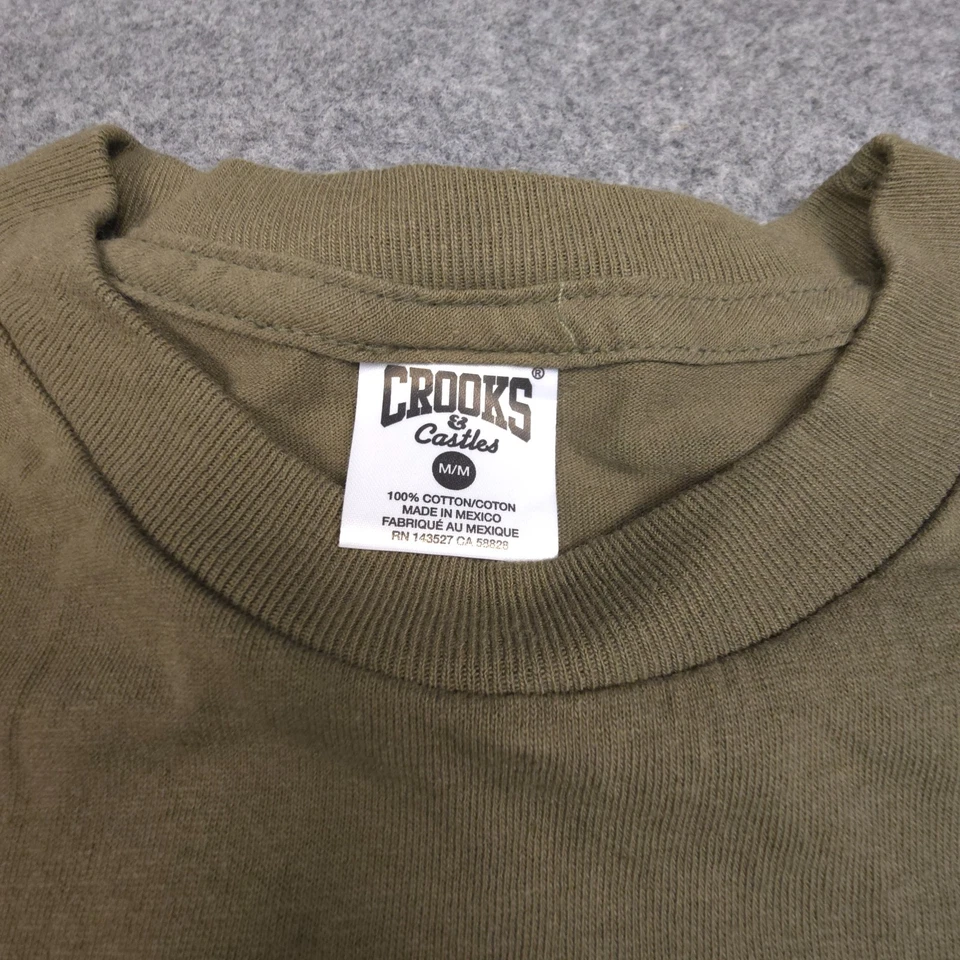 CROOKS®
&
Castles
M/M
100% COTTON/COTON
MADE IN MEXICO
FABRIQUÉ AU MEXIQUE
RN 143527 CA 58828